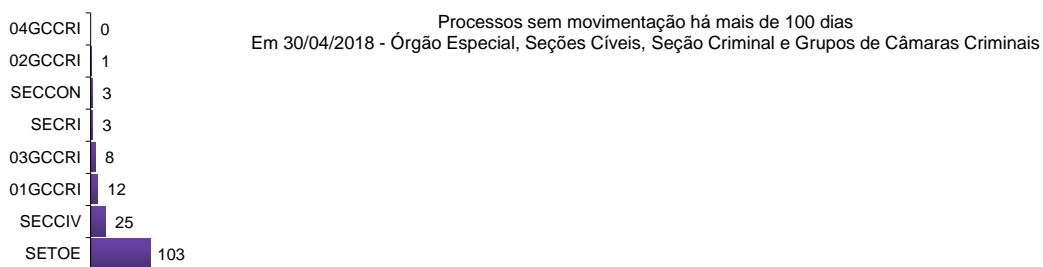 Processos sem movimentação há mais de 100 dias
Em 30/04/2018 - Órgão Especial, Seções Cíveis, Seção Criminal e Grupos de Câmaras Criminais
04GCCRI 0
02GCCRI 1
SECCON 3
SECRI 3
03GCCRI 8
01GCCRI 12
SECCIV 25
SETOE 103